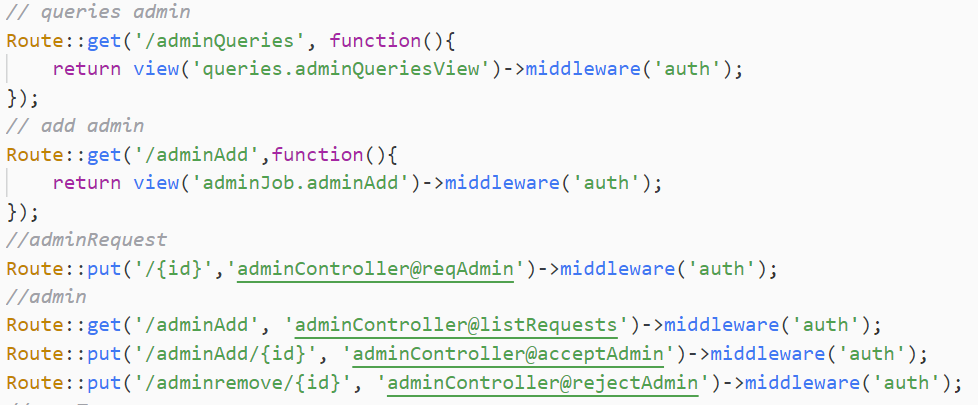 // queries admin
Route::get('/adminQueries', function(){
    return view('queries.adminQueriesView')->middleware('auth');
});
// add admin
Route::get('/adminAdd',function(){
    return view('adminJob.adminAdd')->middleware('auth');
});
//adminRequest
Route::put('/{id}','adminController@reqAdmin')->middleware('auth');
//admin
Route::get('/adminAdd', 'adminController@listRequests')->middleware('auth');
Route::put('/adminAdd/{id}', 'adminController@acceptAdmin')->middleware('auth');
Route::put('/adminremove/{id}', 'adminController@rejectAdmin')->middleware('auth');